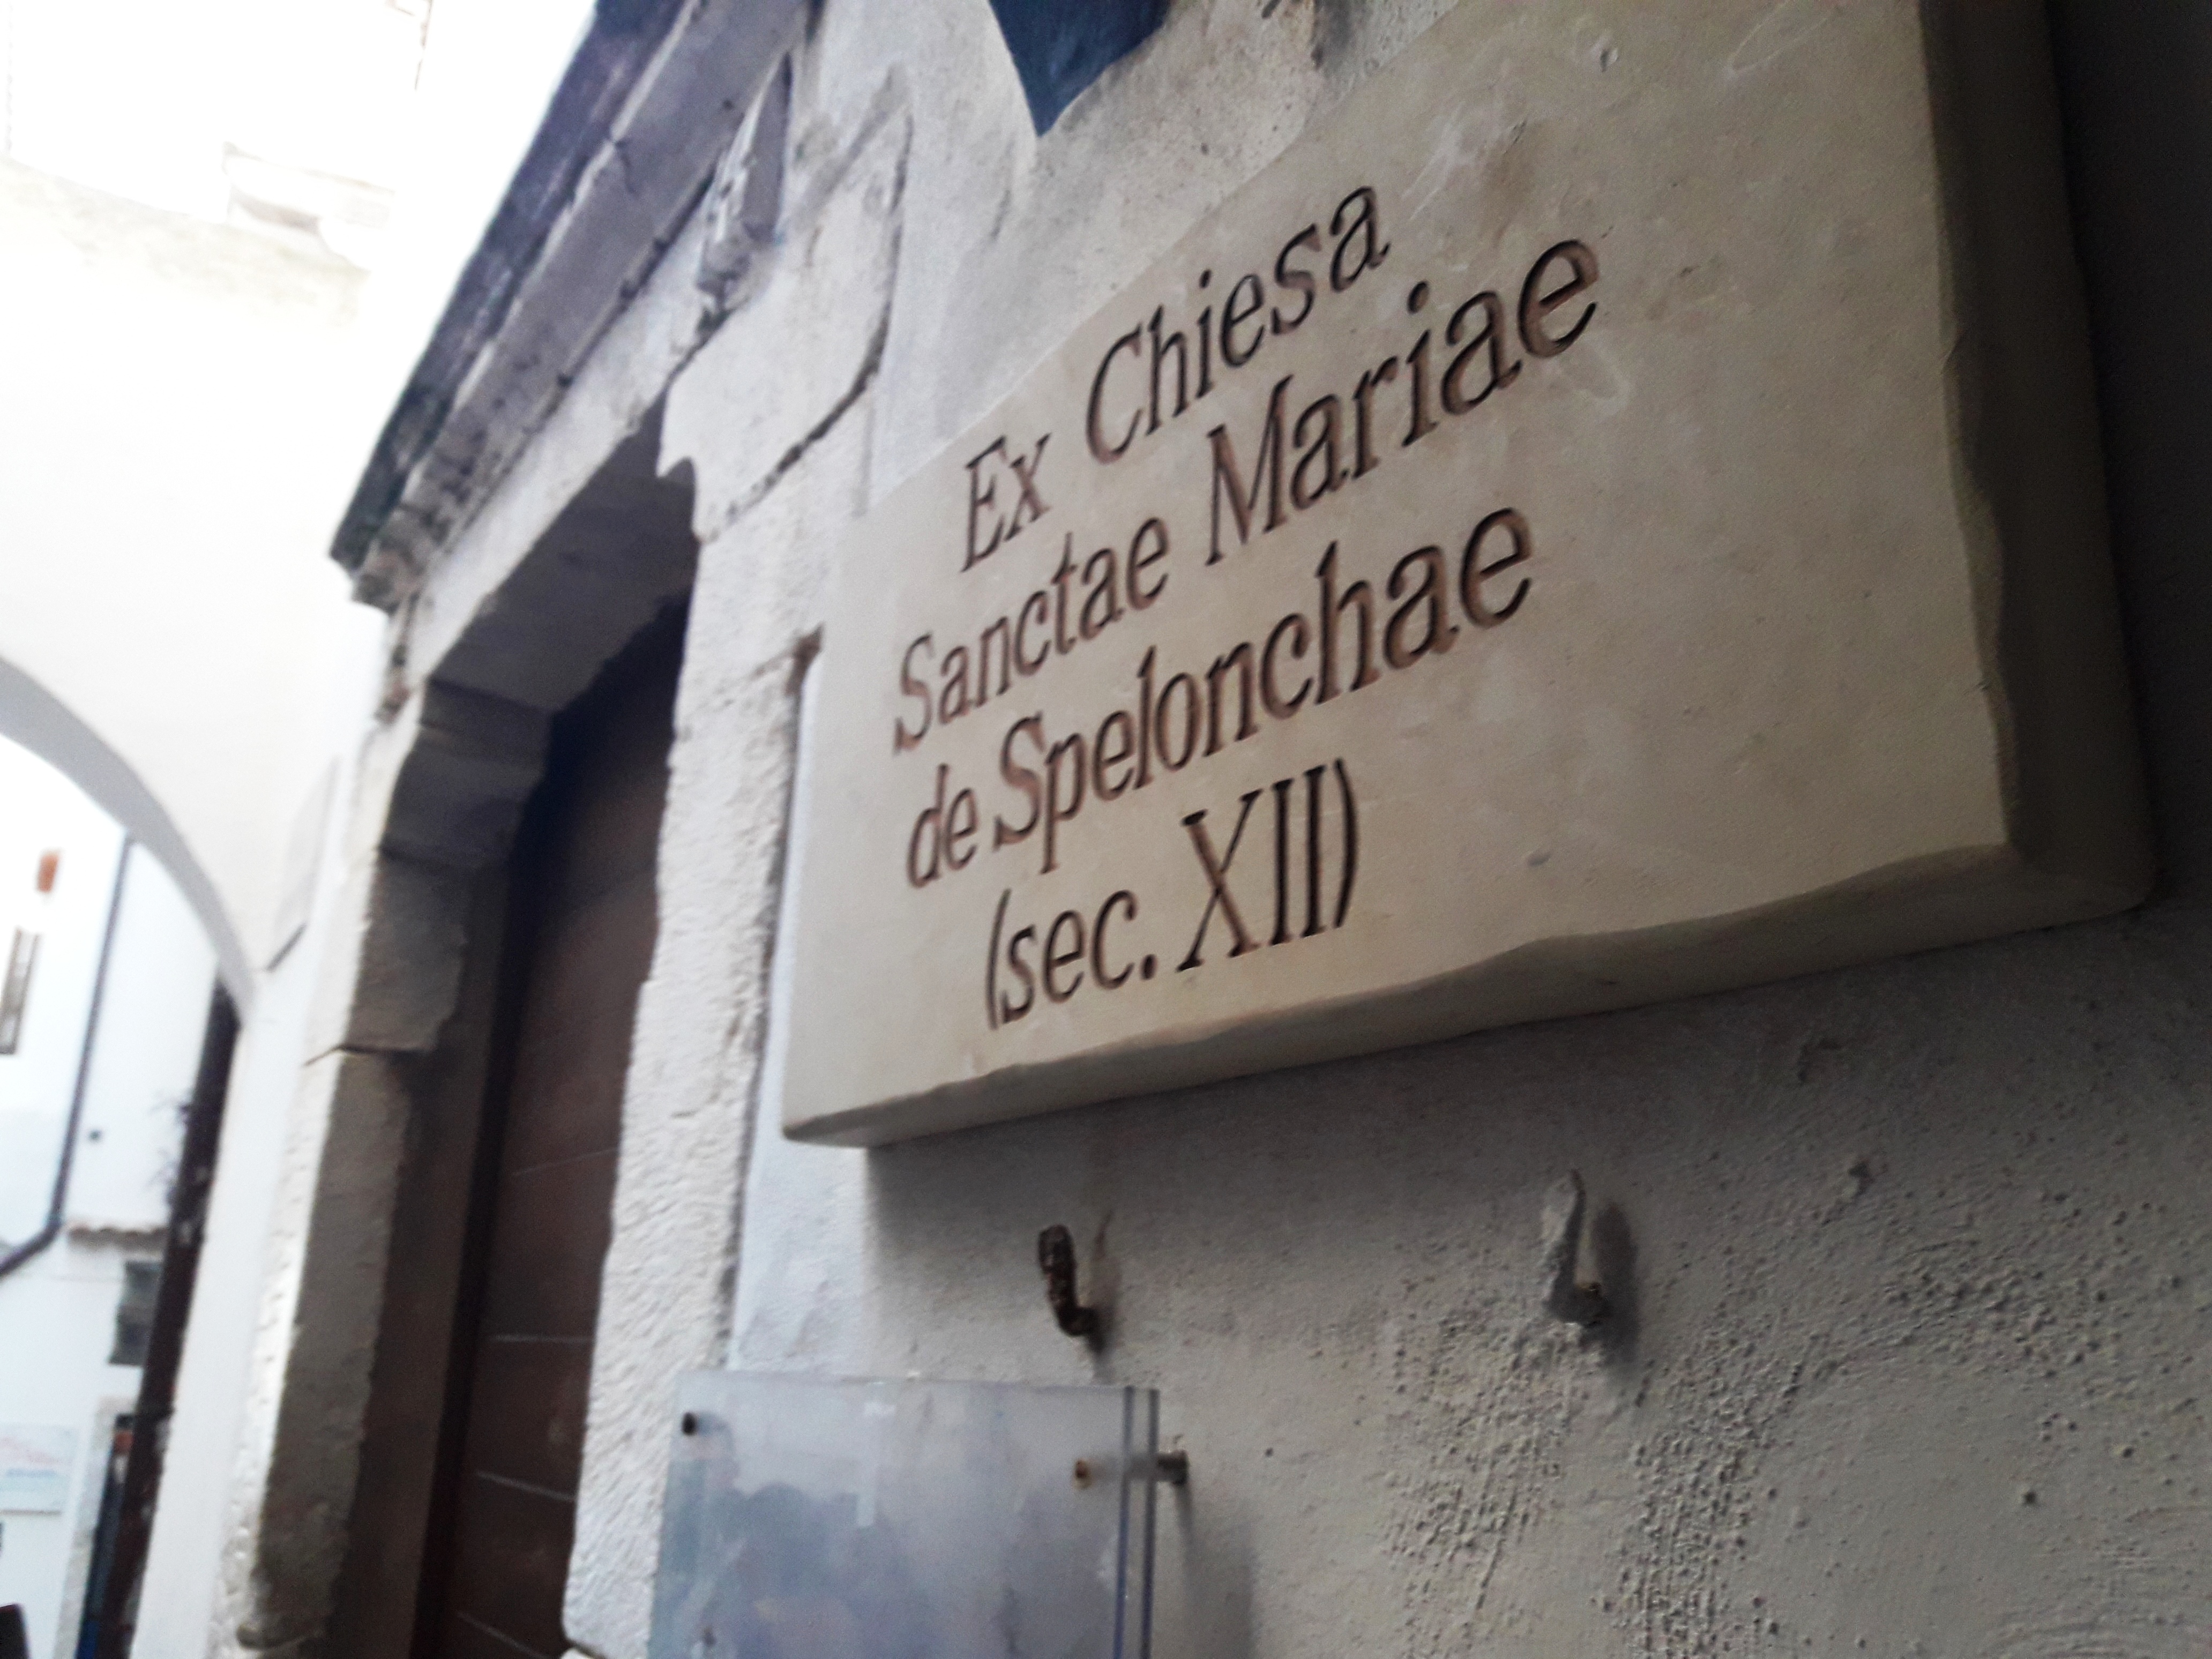 Ex Chiesa
Sanctae Mariae
de Spelonchae
(sec. XII)